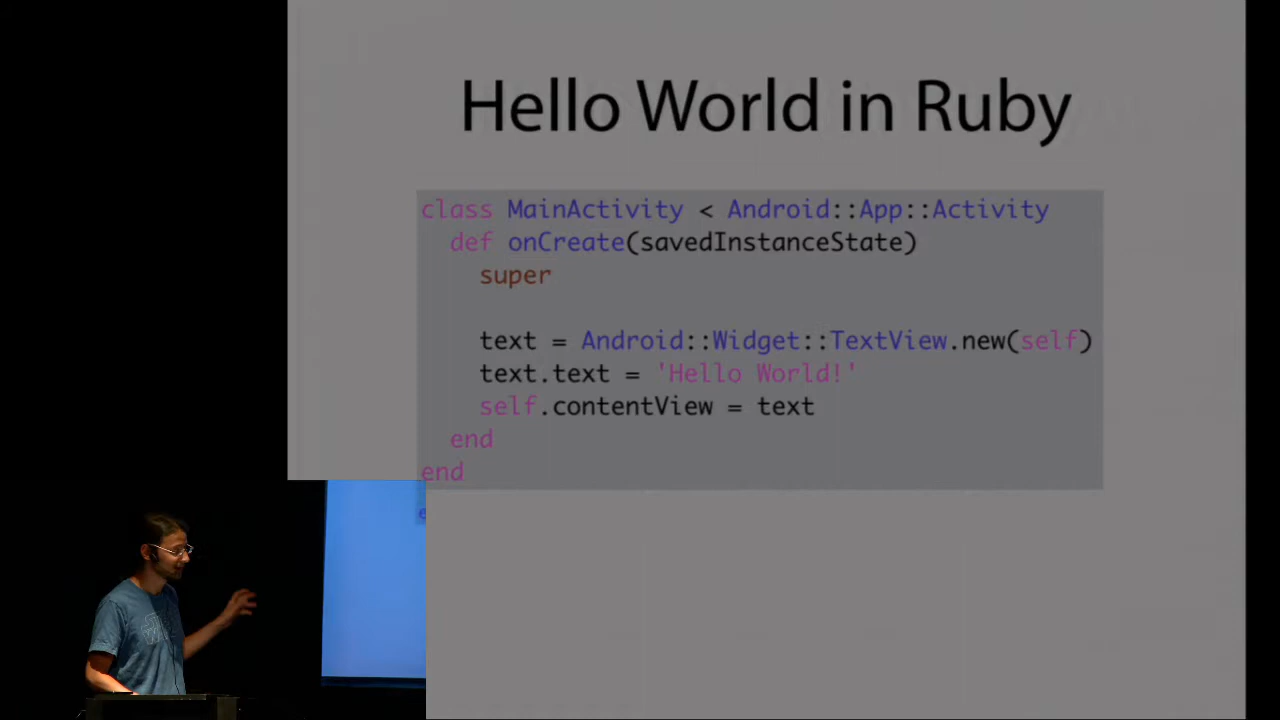 Hello World in Ruby
class MainActivity < Android::App::Activity
  def onCreate(savedInstanceState)
    super
    text = Android::Widget::TextView.new(self)
    text.text = 'Hello World!'
    self.contentView = text
  end
end